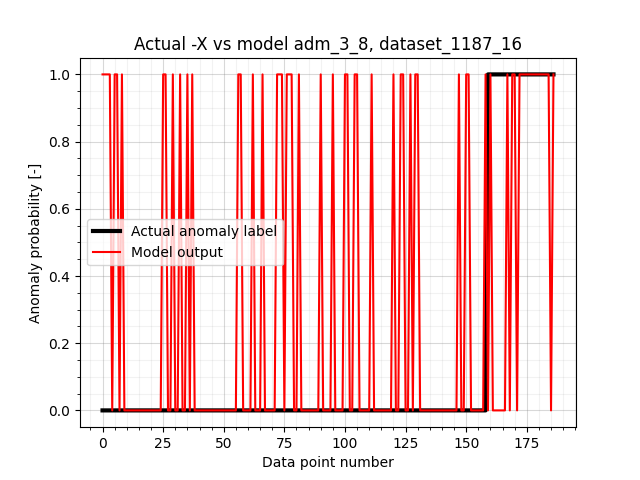 Actual -X vs model adm_3_8, dataset_1187_16
Anomaly probability [-]
1.0
0.8
0.6
0.4
0.2
0.0
Actual anomaly label
Model output
0 25 50 75 100 125 150 175
Data point number